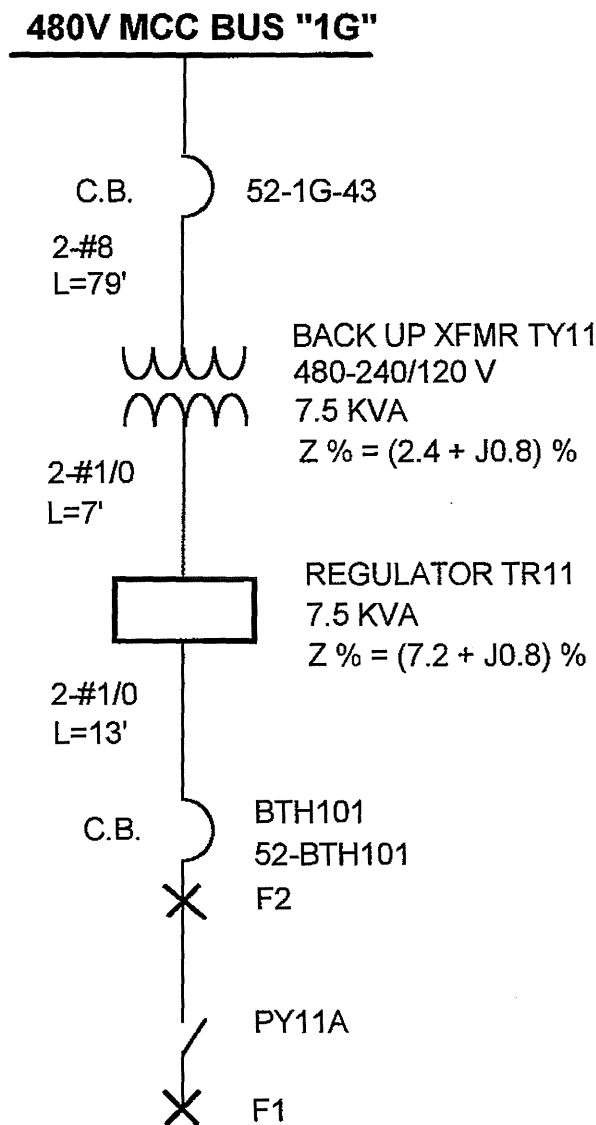 480V MCC BUS "1G"
C.B. 52-1G-43
2-#8
L=79'
BACK UP XFMR TY11
480-240/120 V
7.5 KVA
Z % = (2.4 + J0.8) %
2-#1/0
L=7'
REGULATOR TR11
7.5 KVA
Z % = (7.2 + J0.8) %
2-#1/0
L=13'
C.B. BTH101
52-BTH101
F2
PY11A
F1